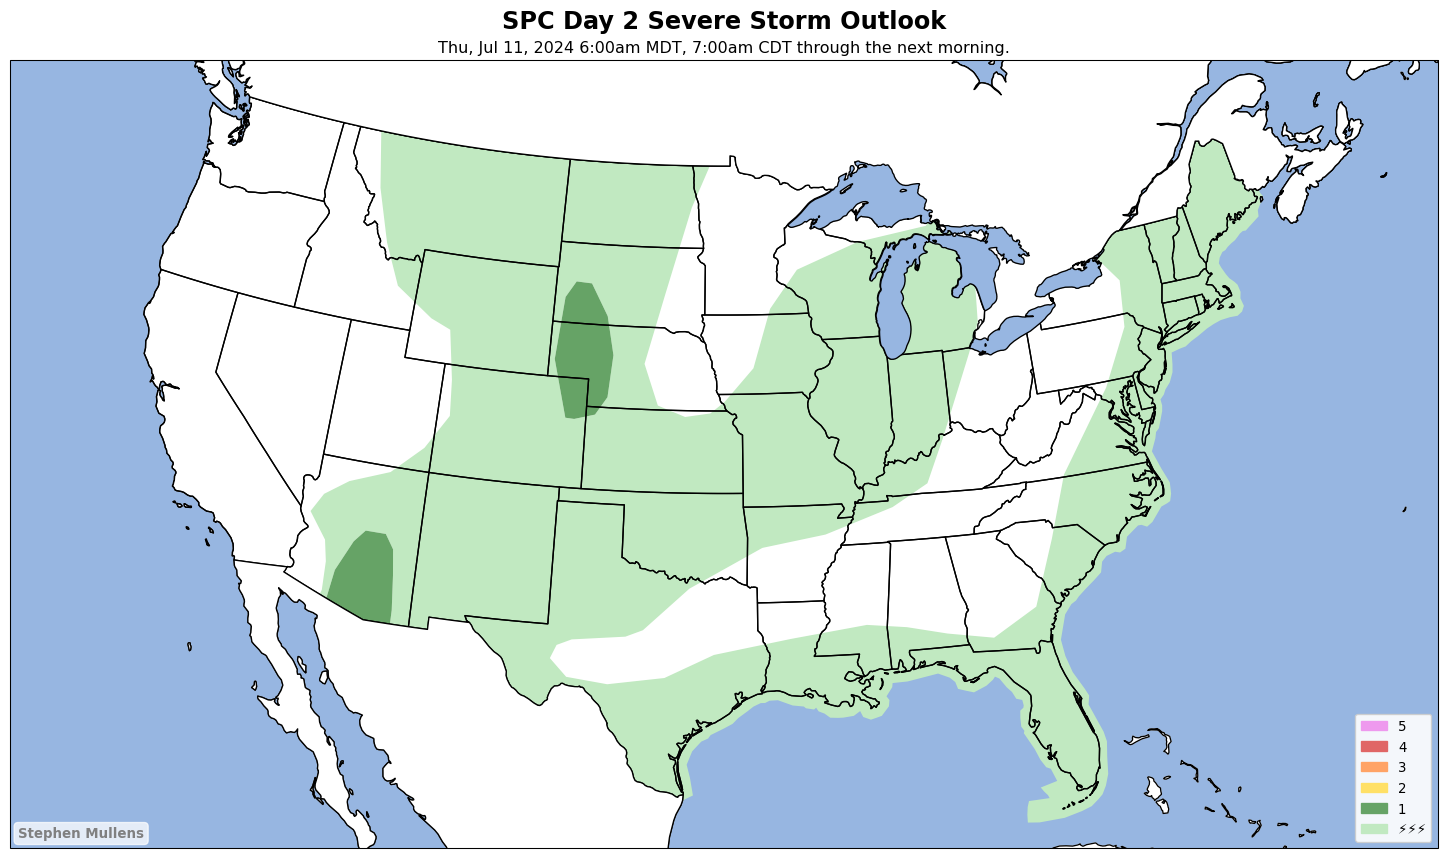 SPC Day 2 Severe Storm Outlook
Thu, Jul 11, 2024 6:00am MDT, 7:00am CDT through the next morning.
5
4
3
2
1
⚡⚡⚡
Stephen Mullens